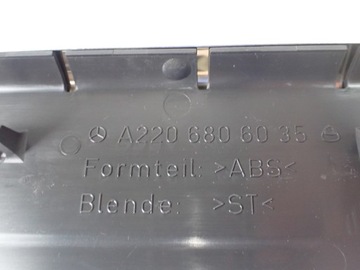 A220 680 60 35
Formteil: >ABS<
Blende: >ST<